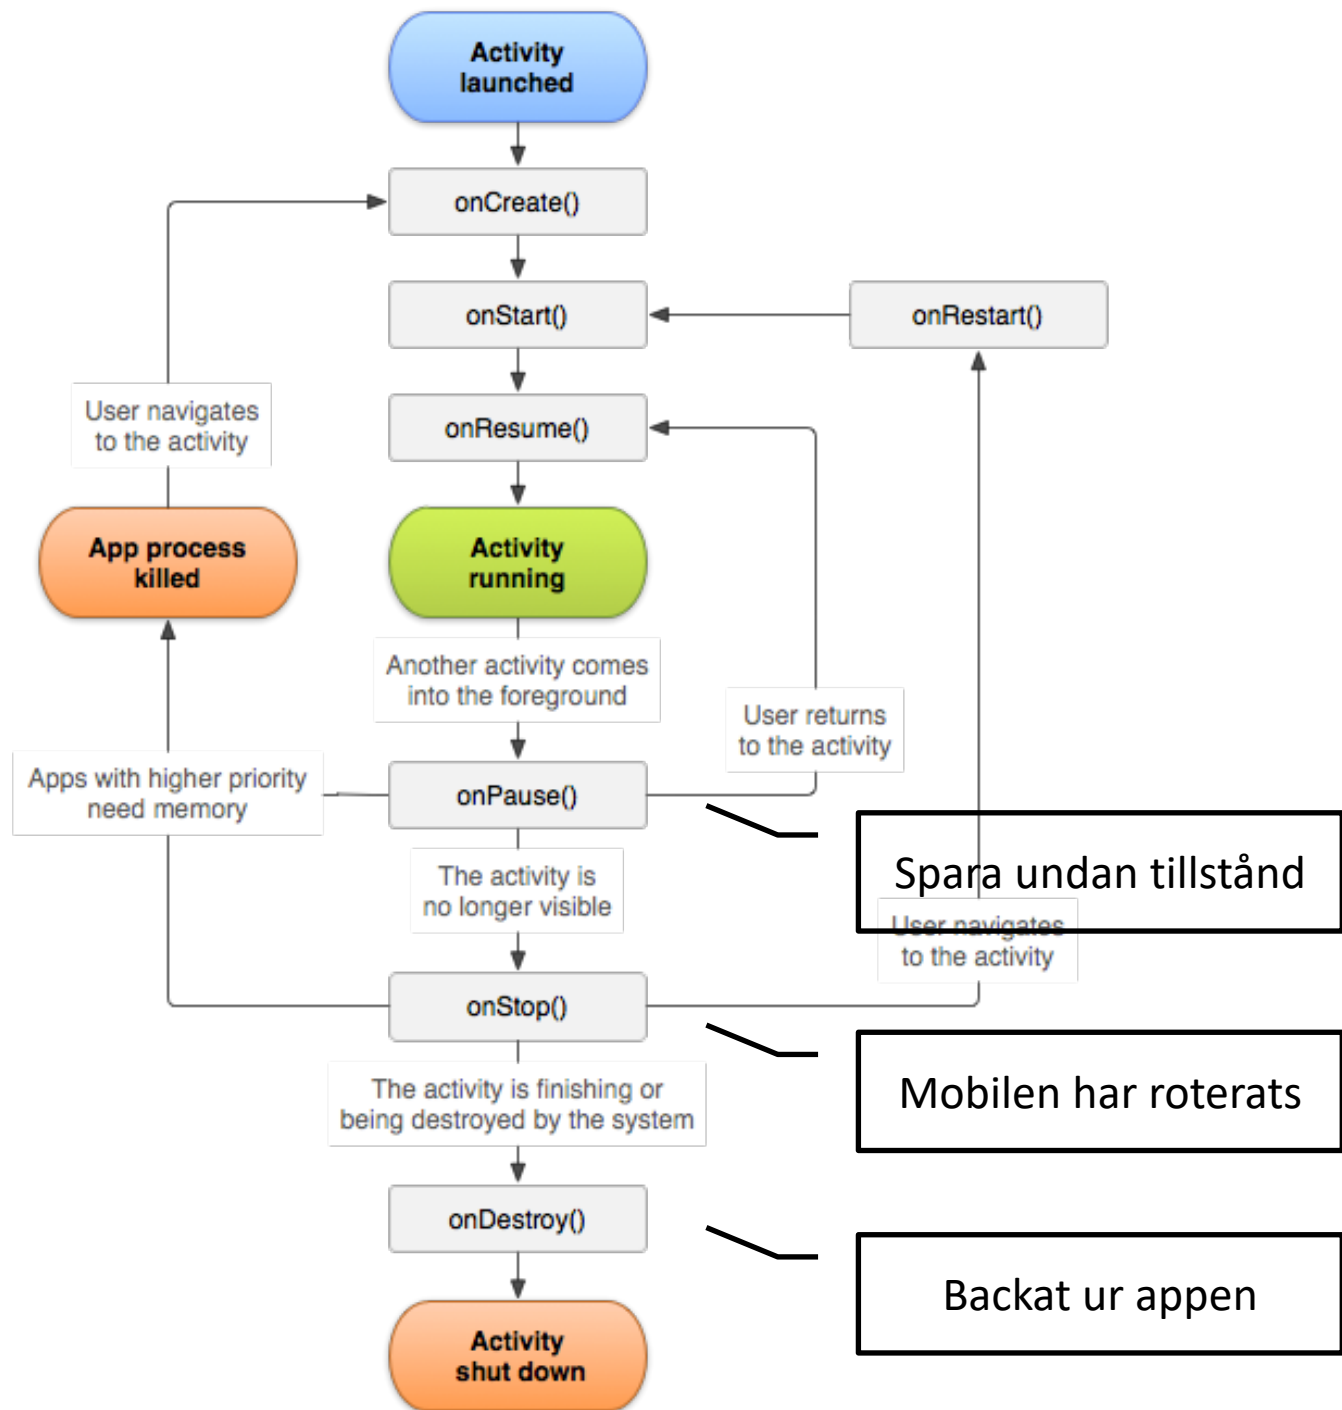 Activity
launched
onCreate()
onStart()
onRestart()
User navigates
to the activity
onResume()
App process
killed
Activity
running
Another activity comes
into the foreground
User returns
to the activity
Apps with higher priority
need memory
onPause()
Spara undan tillstånd
The activity is
no longer visible
User navigates
to the activity
onStop()
Mobilen har roterats
The activity is finishing or
being destroyed by the system
onDestroy()
Backat ur appen
Activity
shut down